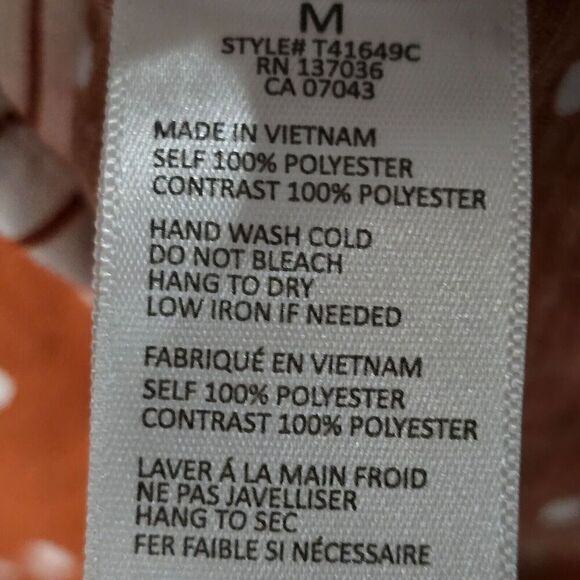 M
STYLE# T41649C
RN 137036
CA 07043
MADE IN VIETNAM
SELF 100% POLYESTER
CONTRAST 100% POLYESTER
HAND WASH COLD
DO NOT BLEACH
HANG TO DRY
LOW IRON IF NEEDED
FABRIQUÉ EN VIETNAM
SELF 100% POLYESTER
CONTRAST 100% POLYESTER
LAVER Á LA MAIN FROID
NE PAS JAVELLISER
HANG TO SEC
FER FAIBLE SI NÉCESSAIRE